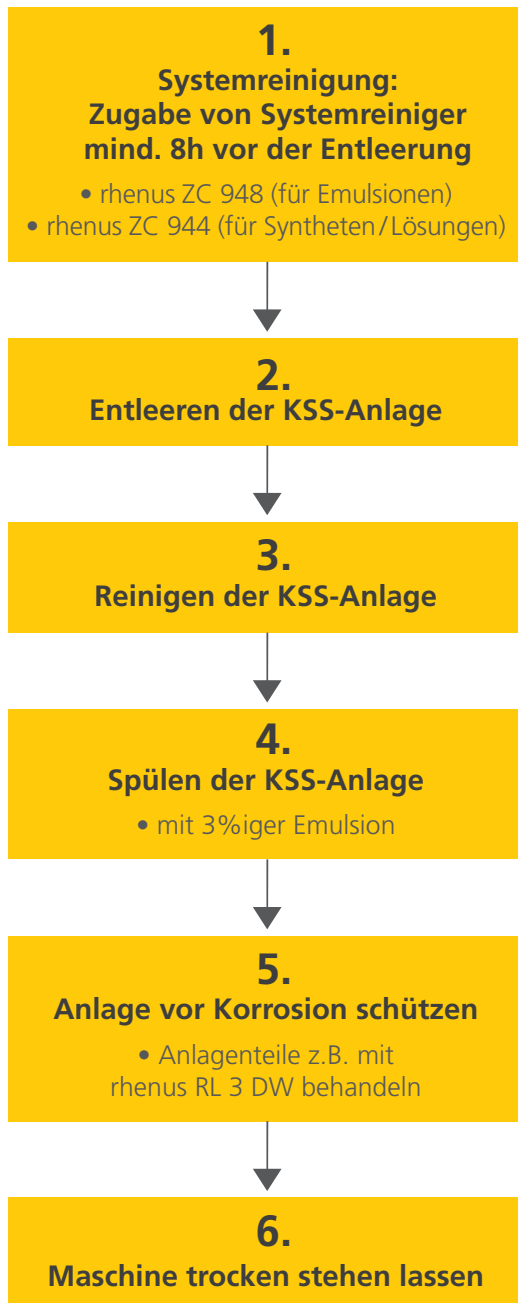 1.
Systemreinigung:
Zugabe von Systemreiniger
mind. 8h vor der Entleerung
• rhenus ZC 948 (für Emulsionen)
• rhenus ZC 944 (für Syntheten/Lösungen)
2.
Entleeren der KSS-Anlage
3.
Reinigen der KSS-Anlage
4.
Spülen der KSS-Anlage
• mit 3%iger Emulsion
5.
Anlage vor Korrosion schützen
• Anlagenteile z.B. mit
rhenus RL 3 DW behandeln
6.
Maschine trocken stehen lassen